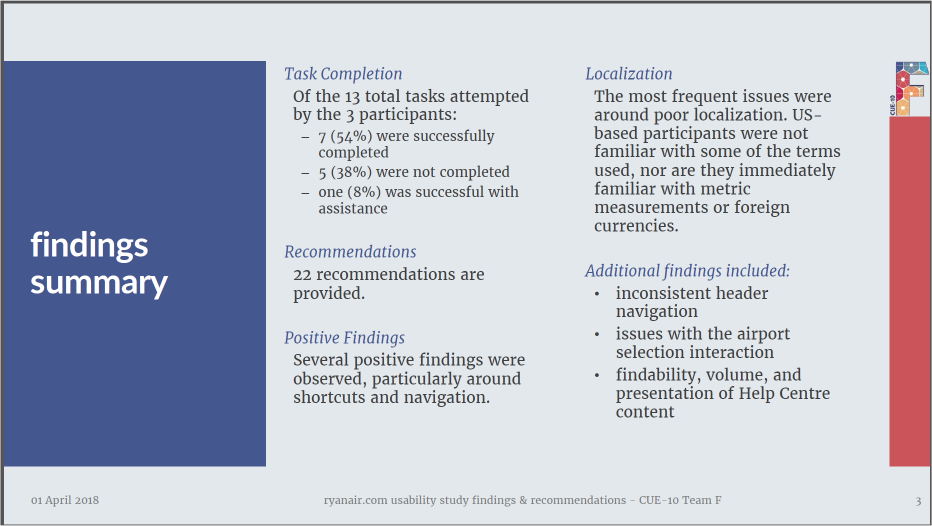 findings
summary
Task Completion
Of the 13 total tasks attempted
by the 3 participants:
– 7 (54%) were successfully
completed
– 5 (38%) were not completed
– one (8%) was successful with
assistance
Recommendations
22 recommendations are
provided.
Positive Findings
Several positive findings were
observed, particularly around
shortcuts and navigation.
Localization
The most frequent issues were
around poor localization. US-
based participants were not
familiar with some of the terms
used, nor are they immediately
familiar with metric
measurements or foreign
currencies.
Additional findings included:
• inconsistent header
navigation
• issues with the airport
selection interaction
• findability, volume, and
presentation of Help Centre
content
CUE-10
F
01 April 2018
ryanair.com usability study findings & recommendations - CUE-10 Team F
3